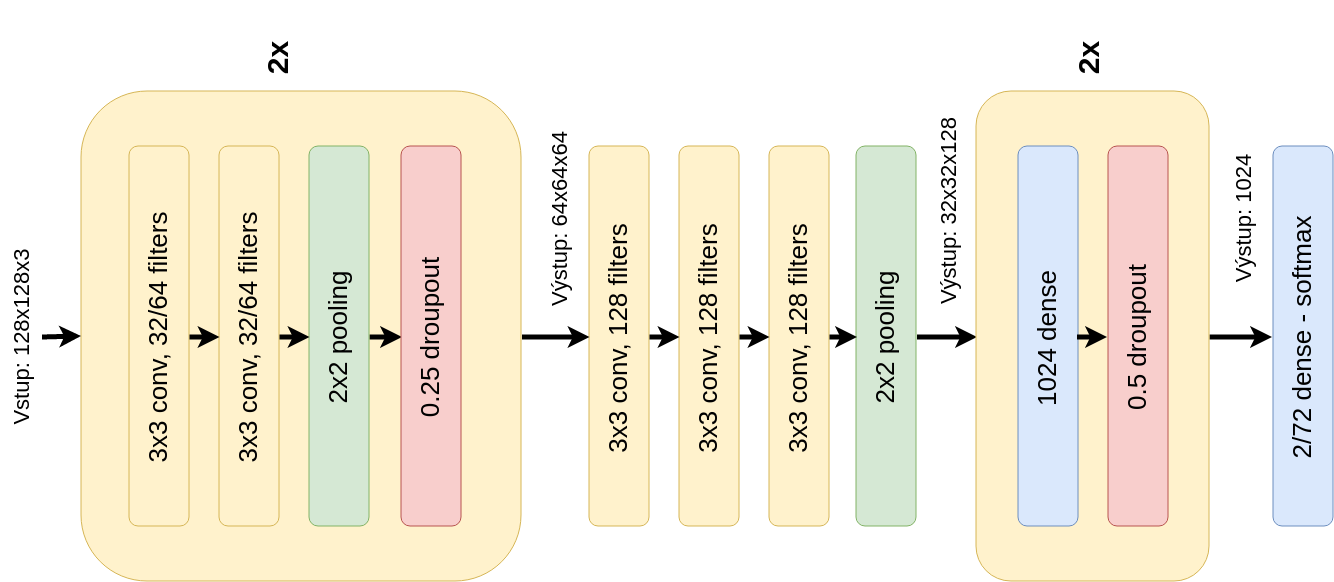 Vstup: 128x128x3
2x
3x3 conv, 32/64 filters
3x3 conv, 32/64 filters
2x2 pooling
0.25 droupout
Výstup: 64x64x64
3x3 conv, 128 filters
3x3 conv, 128 filters
3x3 conv, 128 filters
2x2 pooling
Výstup: 32x32x128
2x
1024 dense
0.5 droupout
Výstup: 1024
2/72 dense - softmax